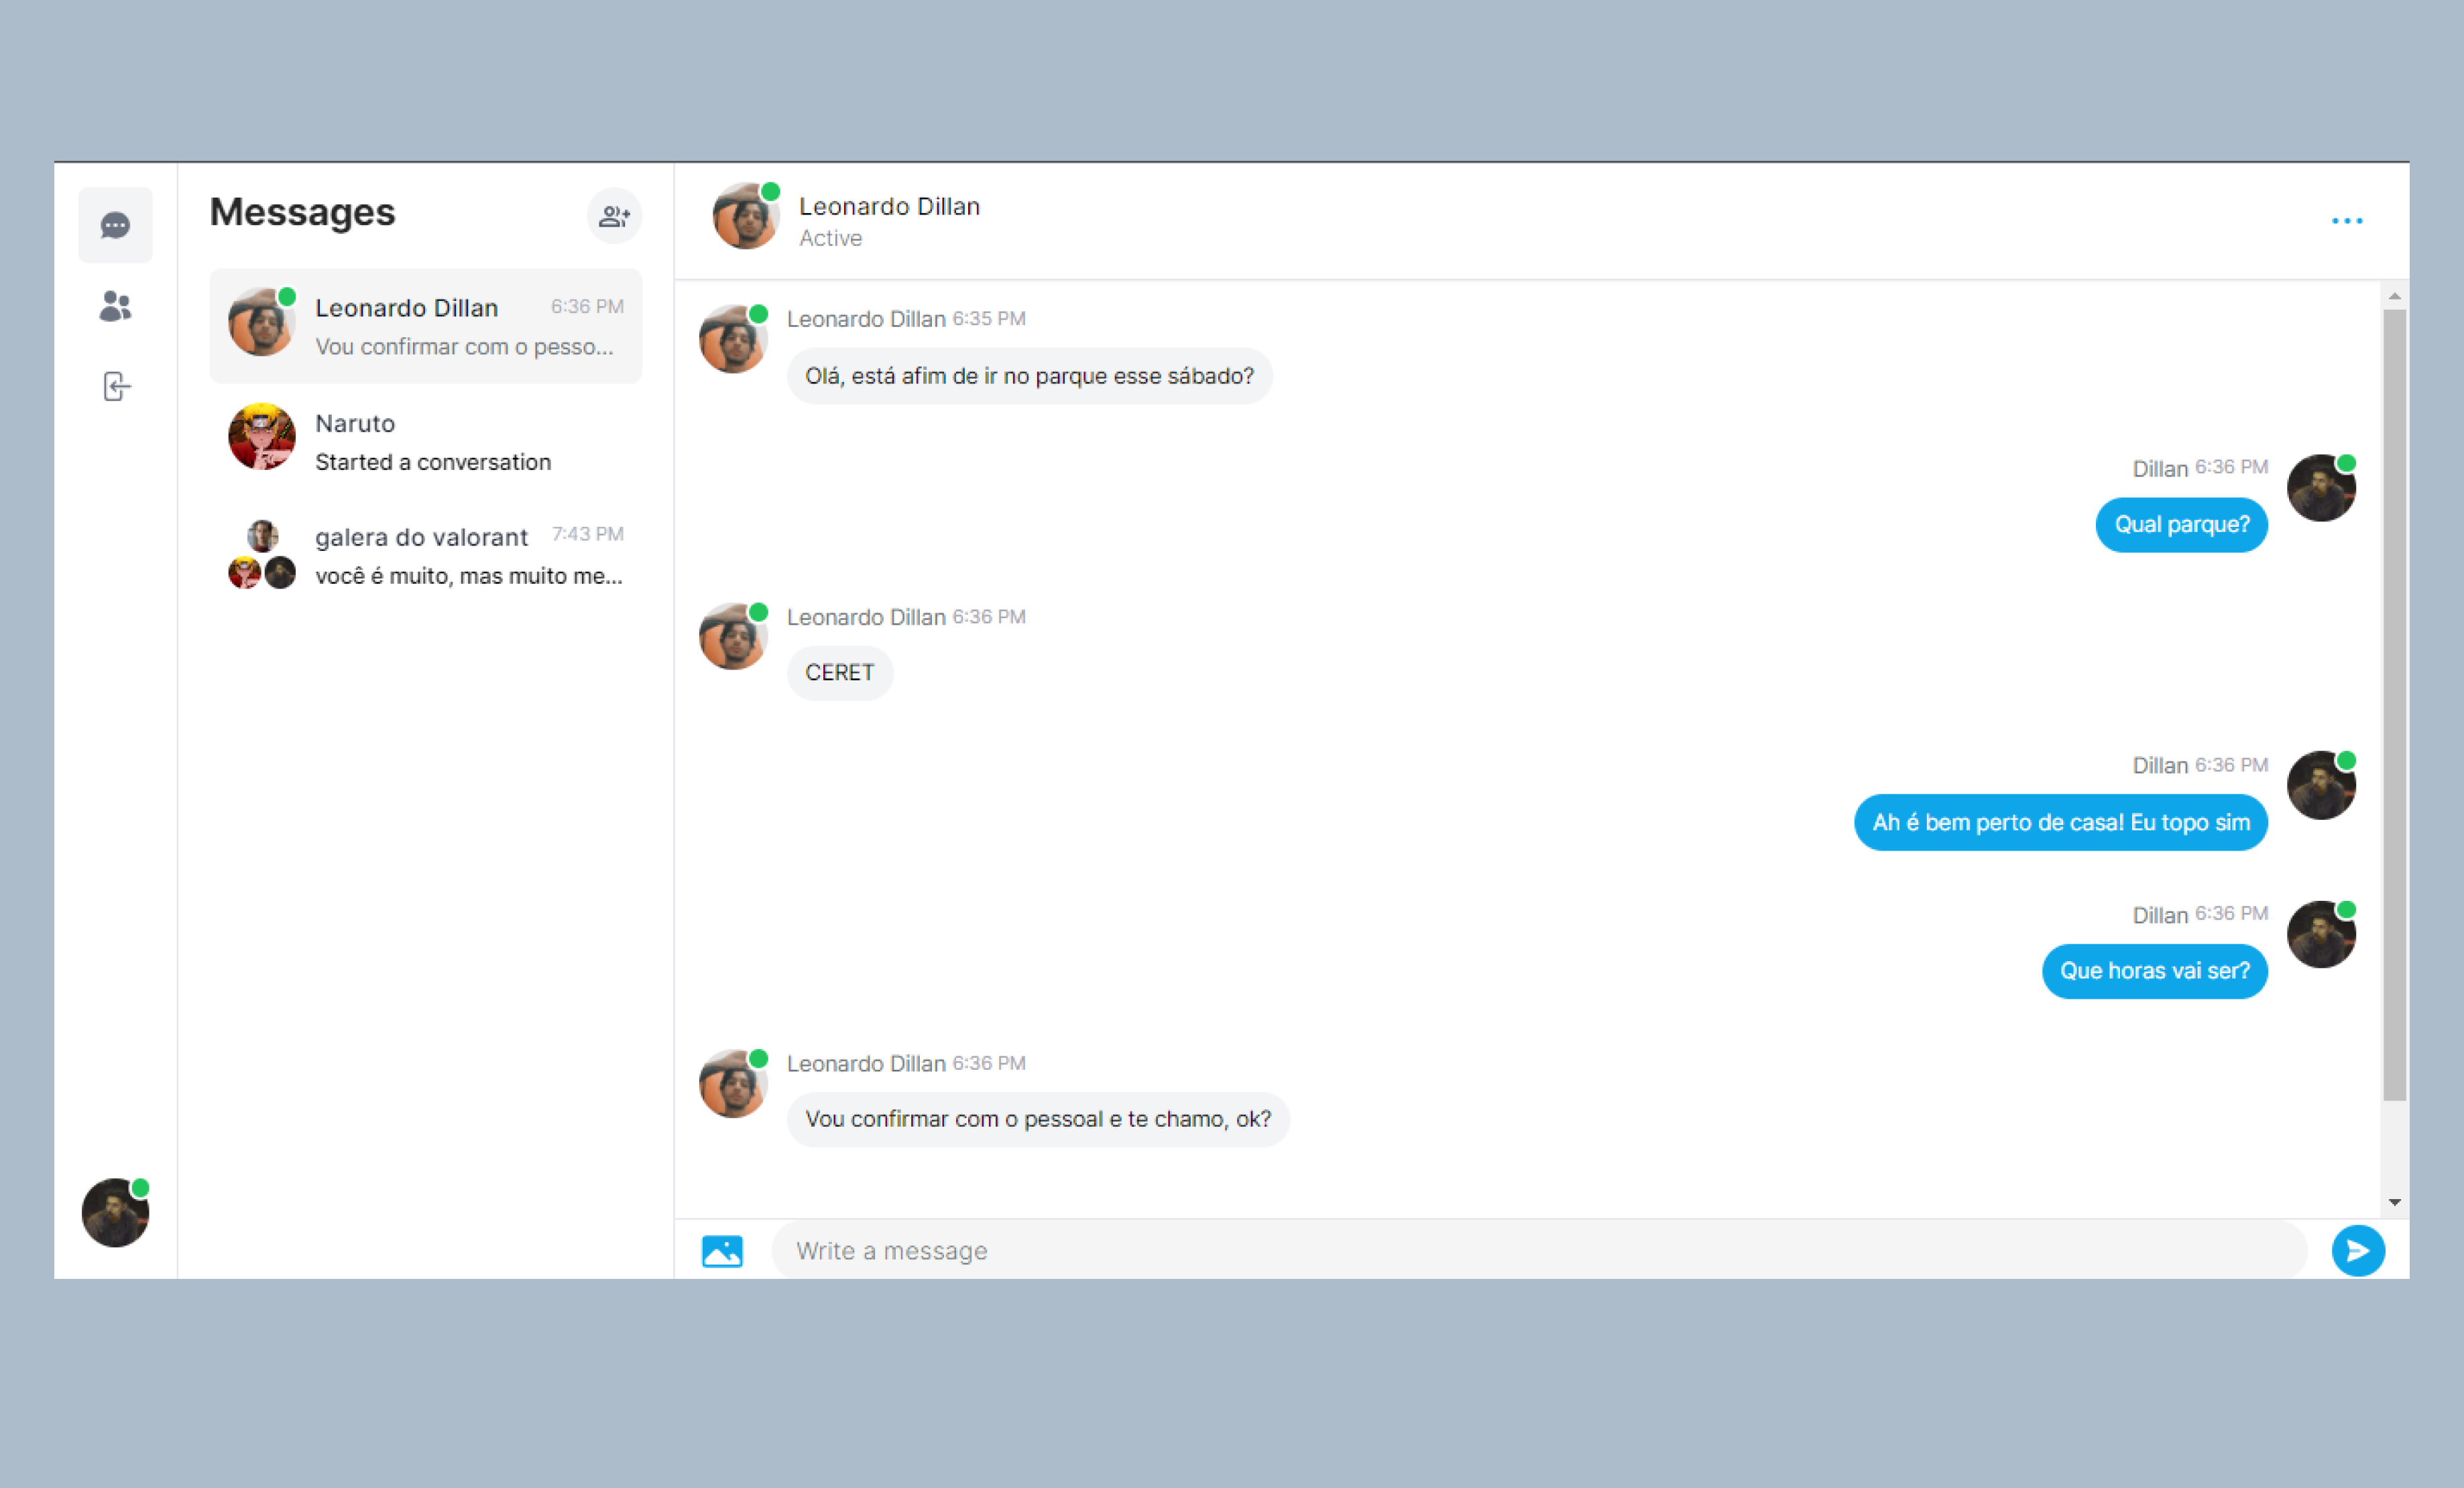 Messages
Leonardo Dillan 6:36 PM
Vou confirmar com o pesso...
Naruto
Started a conversation
galera do valorant 7:43 PM
você é muito, mas muito me...
Leonardo Dillan
Active
Leonardo Dillan 6:35 PM
Olá, está afim de ir no parque esse sábado?
Dillan 6:36 PM
Qual parque?
Leonardo Dillan 6:36 PM
CERET
Dillan 6:36 PM
Ah é bem perto de casa! Eu topo sim
Dillan 6:36 PM
Que horas vai ser?
Leonardo Dillan 6:36 PM
Vou confirmar com o pessoal e te chamo, ok?
Write a message